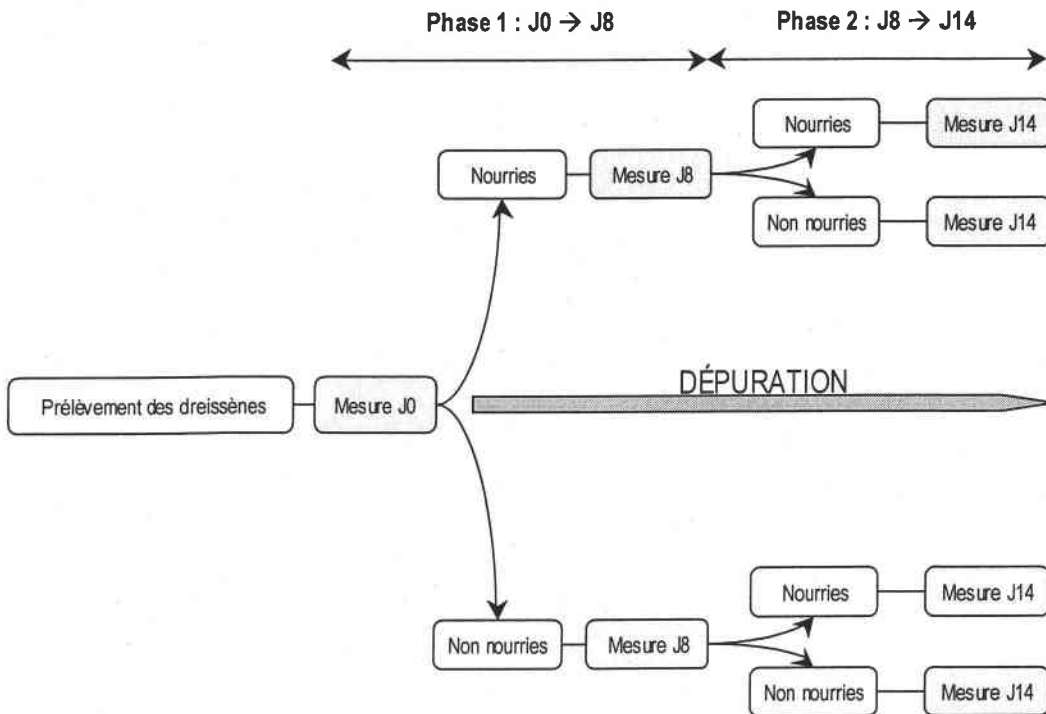 Phase 1 : J0 → J8
Phase 2 : J8 → J14
Nourries
Mesure J14
Nourries
Mesure J8
Non nourries
Mesure J14
DÉPURATION
Prélèvement des dreissènes
Mesure J0
Nourries
Mesure J14
Non nourries
Mesure J8
Non nourries
Mesure J14